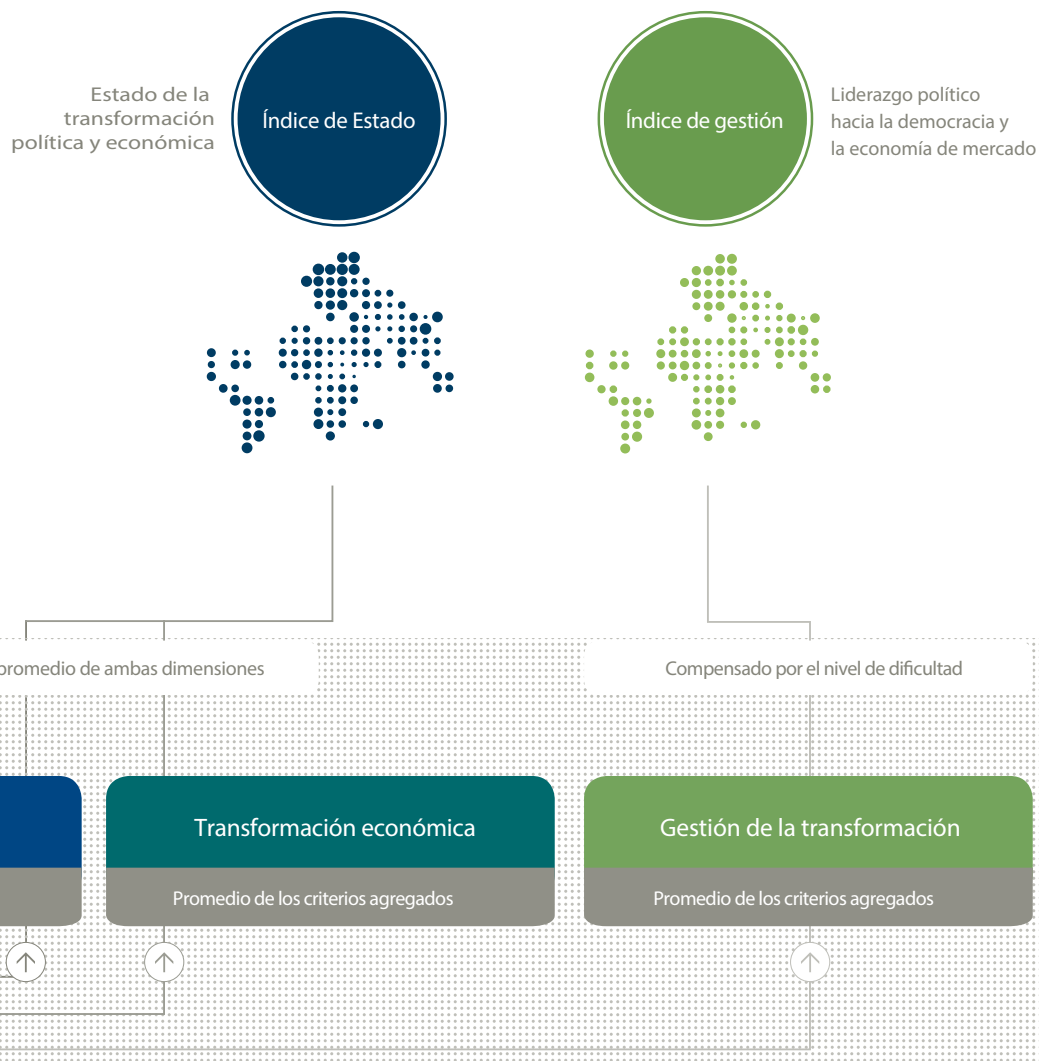 Estado de la
transformación
política y económica
Índice de Estado
Índice de gestión
Liderazgo político
hacia la democracia y
la economía de mercado
promedio de ambas dimensiones
Compensado por el nivel de dificultad
Transformación económica
Promedio de los criterios agregados
Gestión de la transformación
Promedio de los criterios agregados